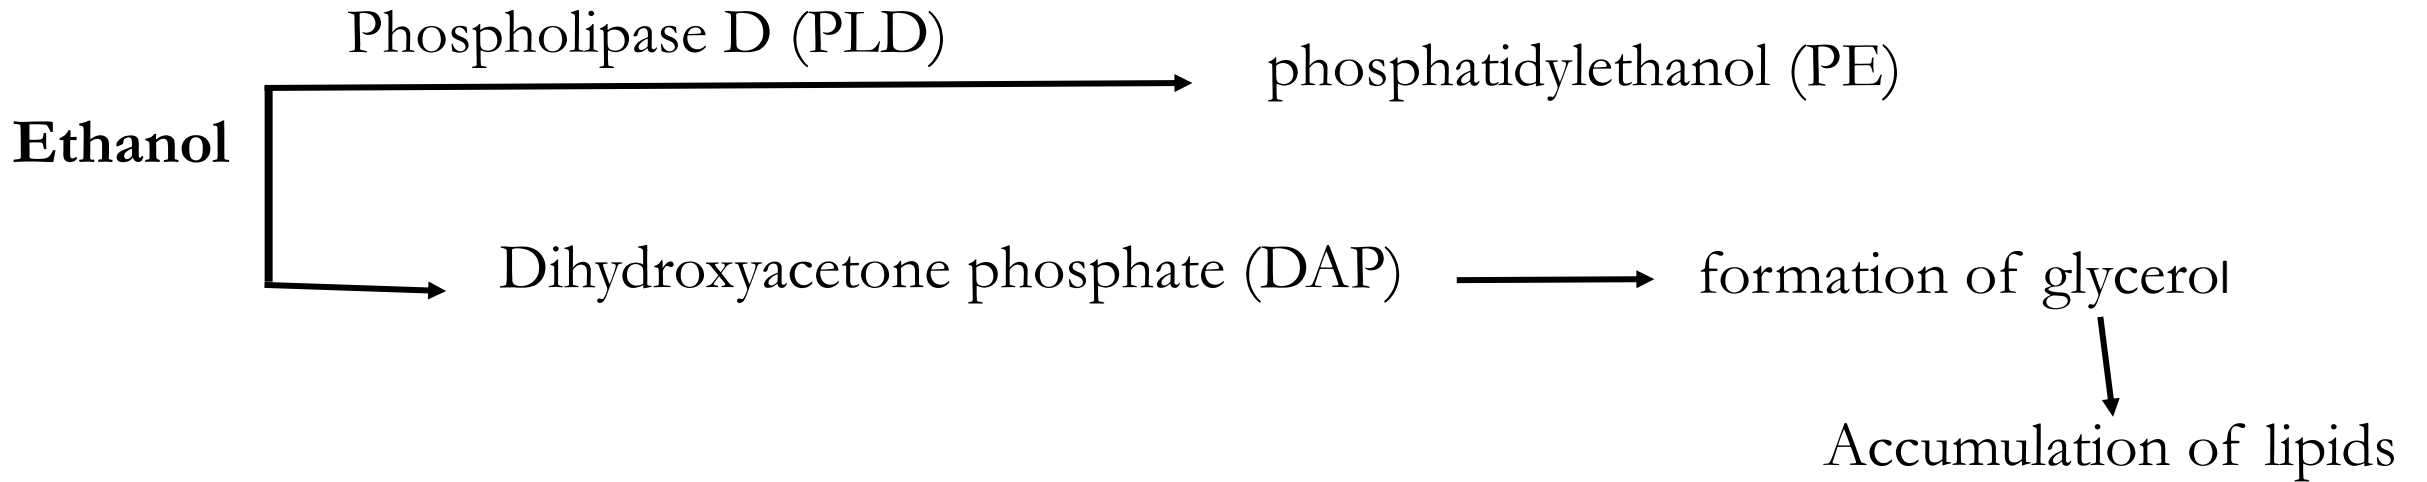 Phospholipase D (PLD)
phosphatidylethanol (PE)
Ethanol
Dihydroxyacetone phosphate (DAP)
formation of glycerol
Accumulation of lipids